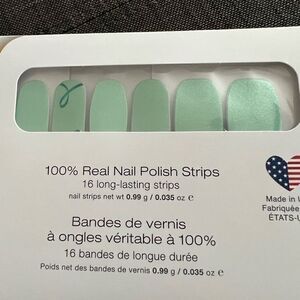 100% Real Nail Polish Strips
16 long-lasting strips
nail strips net wt 0.99 g / 0.035 oz ℮
Made in U
Fabriquée,
ÉTATS-U
Bandes de vernis
à ongles véritable à 100%
16 bandes de longue durée
Poids net des bandes de vernis 0.99 g / 0.035 oz ℮